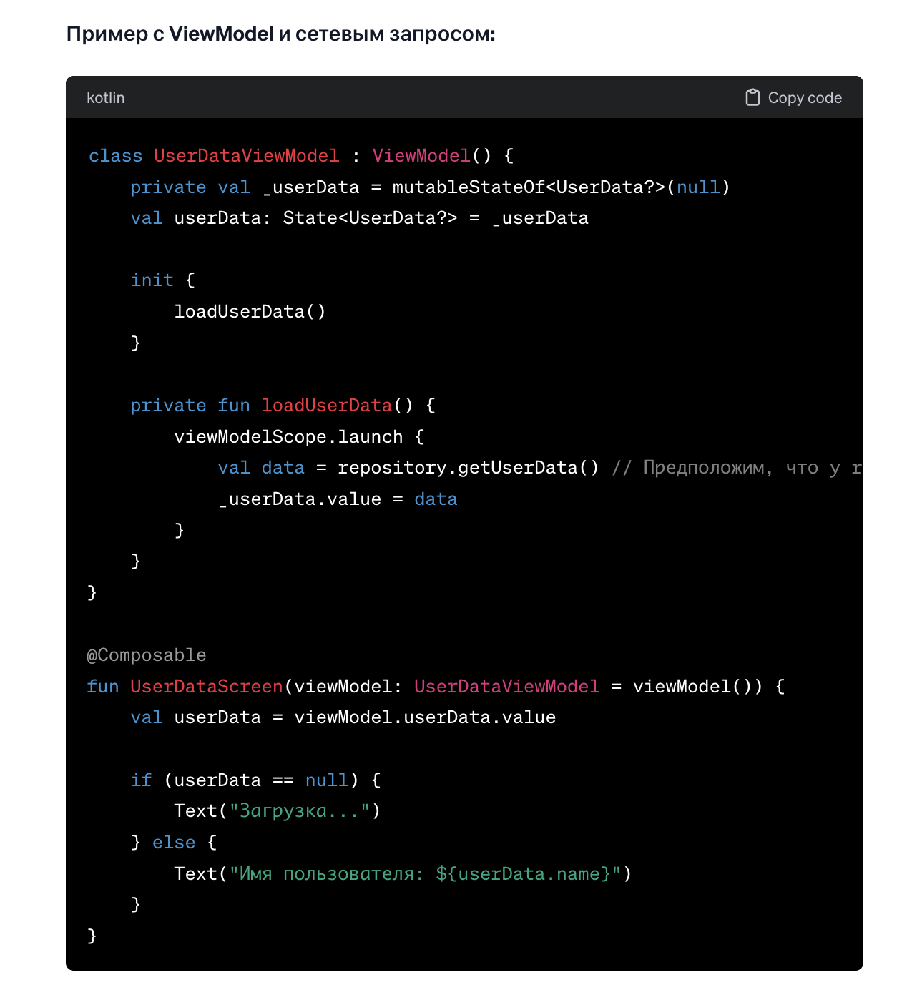 Пример с ViewModel и сетевым запросом:
kotlin
Copy code
class UserDataViewModel : ViewModel() {
    private val _userData = mutableStateOf<UserData?>(null)
    val userData: State<UserData?> = _userData
    init {
        loadUserData()
    }
    private fun loadUserData() {
        viewModelScope.launch {
            val data = repository.getUserData() // Предположим, что у r
            _userData.value = data
        }
    }
}
@Composable
fun UserDataScreen(viewModel: UserDataViewModel = viewModel()) {
    val userData = viewModel.userData.value
    if (userData == null) {
        Text("Загрузка...")
    } else {
        Text("Имя пользователя: ${userData.name}")
    }
}